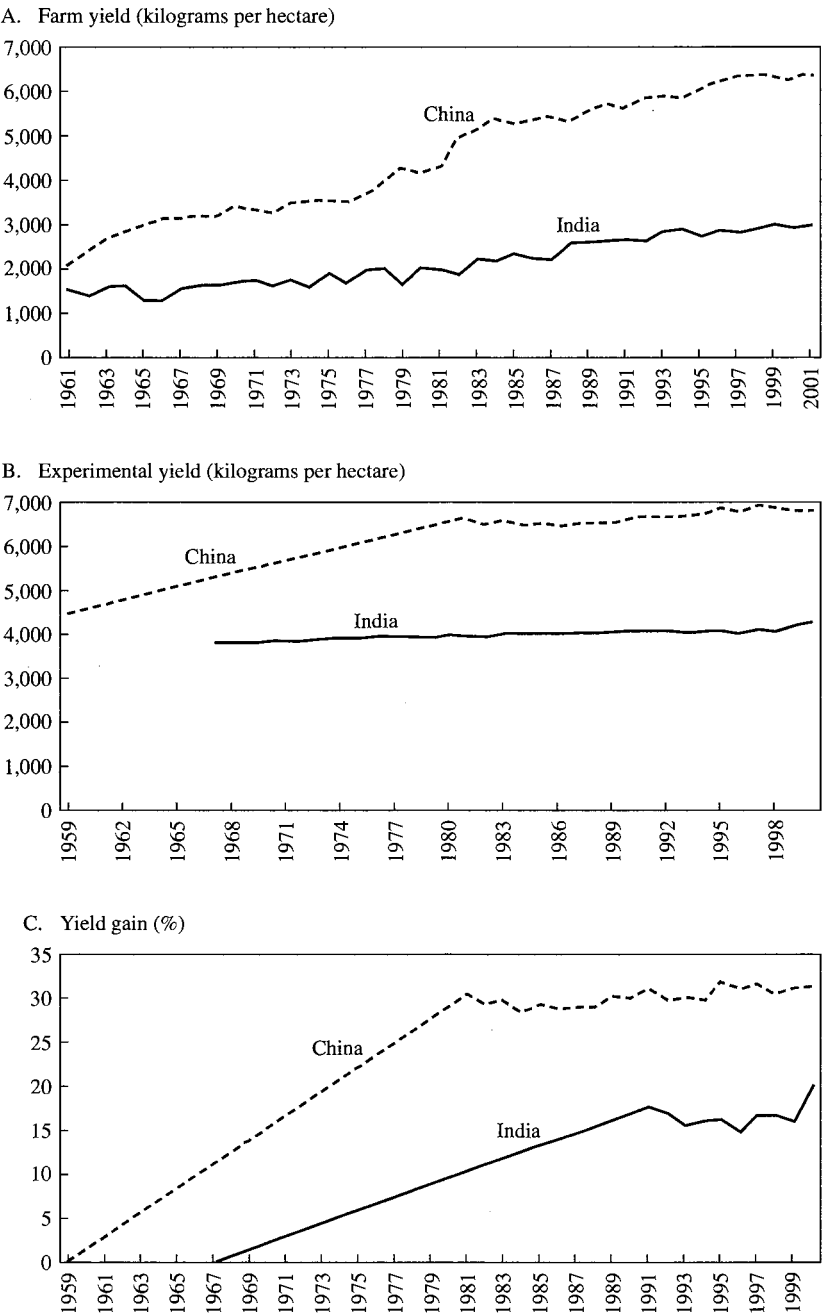 A. Farm yield (kilograms per hectare)
7,000
6,000
5,000
4,000
3,000
2,000
1,000
0
China
India
1961 1963 1965 1967 1969 1971 1973 1975 1977 1979 1981 1983 1985 1987 1989 1991 1993 1995 1997 1999 2001
B. Experimental yield (kilograms per hectare)
7,000
6,000
5,000
4,000
3,000
2,000
1,000
0
China
India
1959 1962 1965 1968 1971 1974 1977 1980 1983 1986 1989 1992 1995 1998
C. Yield gain (%)
35
30
25
20
15
10
5
0
China
India
1959 1961 1963 1965 1967 1969 1971 1973 1975 1977 1979 1981 1983 1985 1987 1989 1991 1993 1995 1997 1999